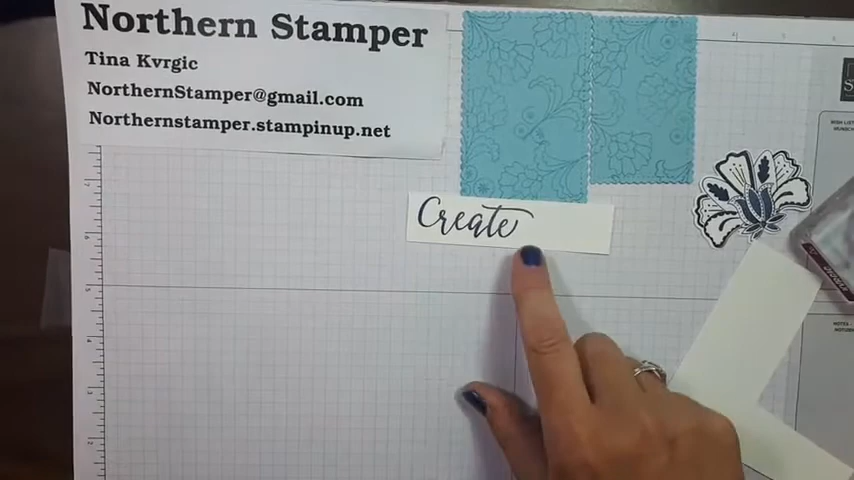 Northern Stamper
Tina Kvrgic
NorthernStamper@gmail.com
NorthernStamper.stampinup.net
Create